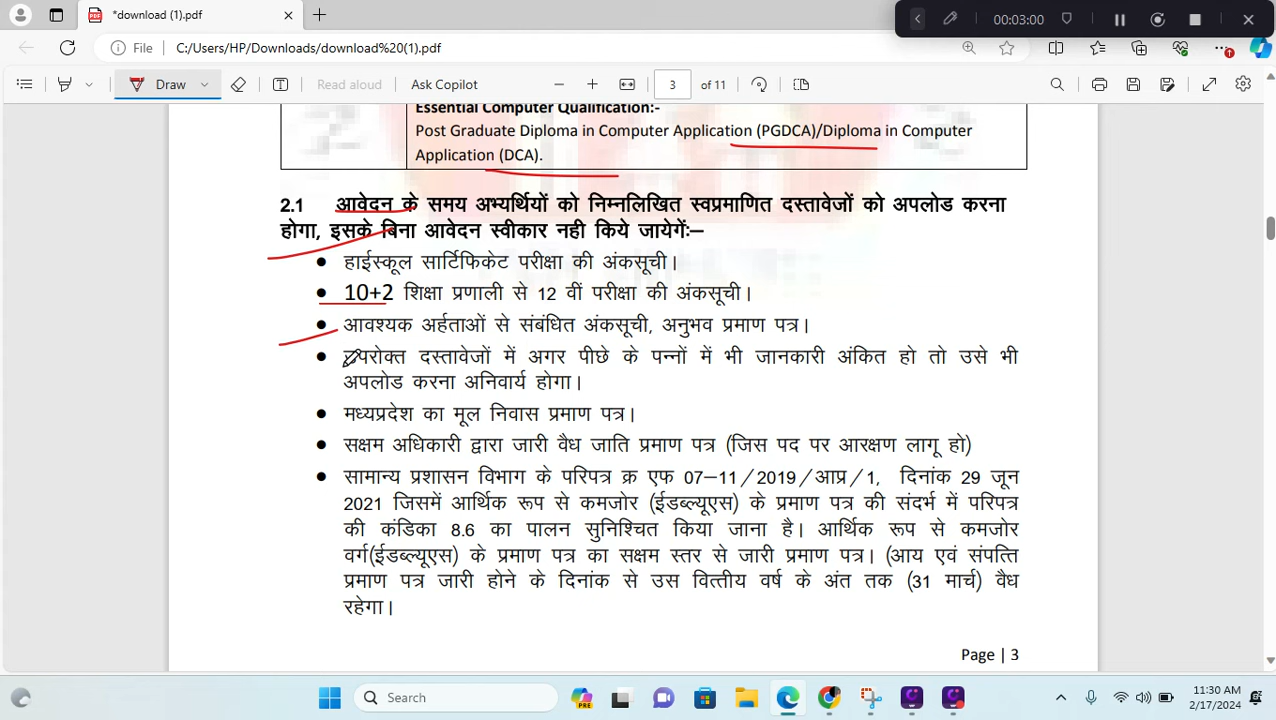 *download (1).pdf
00:03:00
File
C:/Users/HP/Downloads/download%20(1).pdf
Draw
Read aloud
Ask Copilot
3
of 11
Essential Computer Qualification:-
Post Graduate Diploma in Computer Application (PGDCA)/Diploma in Computer
Application (DCA).
2.1 आवेदन के समय अभ्यर्थियों को निम्नलिखित स्वप्रमाणित दस्तावेजों को अपलोड करना
होगा, इसके बिना आवेदन स्वीकार नही किये जायेगें:–
• हाईस्कूल सार्टिफिकेट परीक्षा की अंकसूची।
• 10+2 शिक्षा प्रणाली से 12 वीं परीक्षा की अंकसूची।
• आवश्यक अर्हताओं से संबंधित अंकसूची, अनुभव प्रमाण पत्र।
• उपरोक्त दस्तावेजों में अगर पीछे के पन्नों में भी जानकारी अंकित हो तो उसे भी
अपलोड करना अनिवार्य होगा।
• मध्यप्रदेश का मूल निवास प्रमाण पत्र।
• सक्षम अधिकारी द्वारा जारी वैध जाति प्रमाण पत्र (जिस पद पर आरक्षण लागू हो)
• सामान्य प्रशासन विभाग के परिपत्र क्र एफ 07–11/2019/आप्र/1, दिनांक 29 जून
2021 जिसमें आर्थिक रूप से कमजोर (ईडब्ल्यूएस) के प्रमाण पत्र की संदर्भ में परिपत्र
की कंडिका 8.6 का पालन सुनिश्चित किया जाना है। आर्थिक रूप से कमजोर
वर्ग(ईडब्ल्यूएस) के प्रमाण पत्र का सक्षम स्तर से जारी प्रमाण पत्र। (आय एवं संपत्ति
प्रमाण पत्र जारी होने के दिनांक से उस वित्तीय वर्ष के अंत तक (31 मार्च) वैध
रहेगा।
Page | 3
Search
11:30 AM
2/17/2024